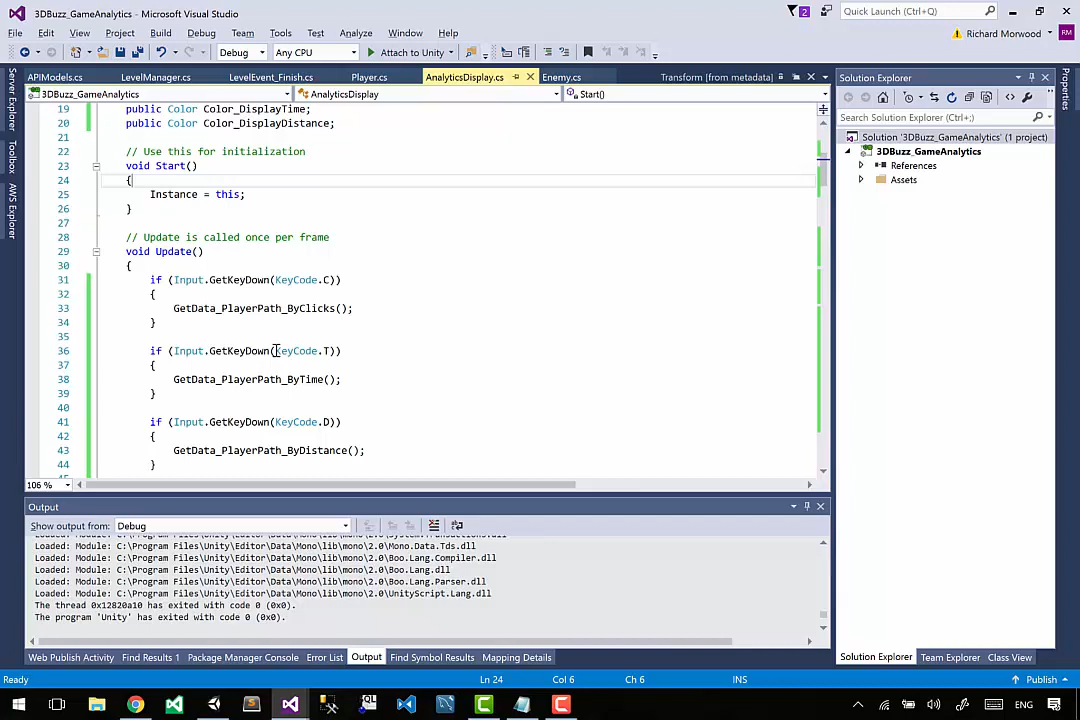 3DBuzz_GameAnalytics - Microsoft Visual Studio
2
Quick Launch (Ctrl+Q)
File Edit View Project Build Debug Team Tools Test Analyze Window Help
Richard Morwood
RM
Debug Any CPU Attach to Unity
APIModels.cs LevelManager.cs LevelEvent_Finish.cs Player.cs AnalyticsDisplay.cs Enemy.cs Transform [from metadata]
3DBuzz_GameAnalytics AnalyticsDisplay Start()
19 public Color Color_DisplayTime;
20 public Color Color_DisplayDistance;
21
22 // Use this for initialization
23 void Start()
24 {
25 Instance = this;
26 }
27
28 // Update is called once per frame
29 void Update()
30 {
31 if (Input.GetKeyDown(KeyCode.C))
32 {
33 GetData_PlayerPath_ByClicks();
34 }
35
36 if (Input.GetKeyDown(KeyCode.T))
37 {
38 GetData_PlayerPath_ByTime();
39 }
40
41 if (Input.GetKeyDown(KeyCode.D))
42 {
43 GetData_PlayerPath_ByDistance();
44 }
106 %
Server Explorer
Toolbox
AWS Explorer
Solution Explorer
Search Solution Explorer (Ctrl+;)
Solution '3DBuzz_GameAnalytics' (1 project)
3DBuzz_GameAnalytics
References
Assets
Properties
Output
Show output from: Debug
Loaded: Module: C:\Program Files\Unity\Editor\Data\Mono\lib\mono\2.0\Mono.Data.Tds.dll
Loaded: Module: C:\Program Files\Unity\Editor\Data\Mono\lib\mono\2.0\Boo.Lang.Compiler.dll
Loaded: Module: C:\Program Files\Unity\Editor\Data\Mono\lib\mono\2.0\Boo.Lang.dll
Loaded: Module: C:\Program Files\Unity\Editor\Data\Mono\lib\mono\2.0\Boo.Lang.Parser.dll
Loaded: Module: C:\Program Files\Unity\Editor\Data\Mono\lib\mono\2.0\UnityScript.Lang.dll
The thread 0x12820a10 has exited with code 0 (0x0).
The program 'Unity' has exited with code 0 (0x0).
Web Publish Activity Find Results 1 Package Manager Console Error List Output Find Symbol Results Mapping Details
Solution Explorer Team Explorer Class View
Ready Ln 24 Col 6 Ch 6 INS Publish
ENG